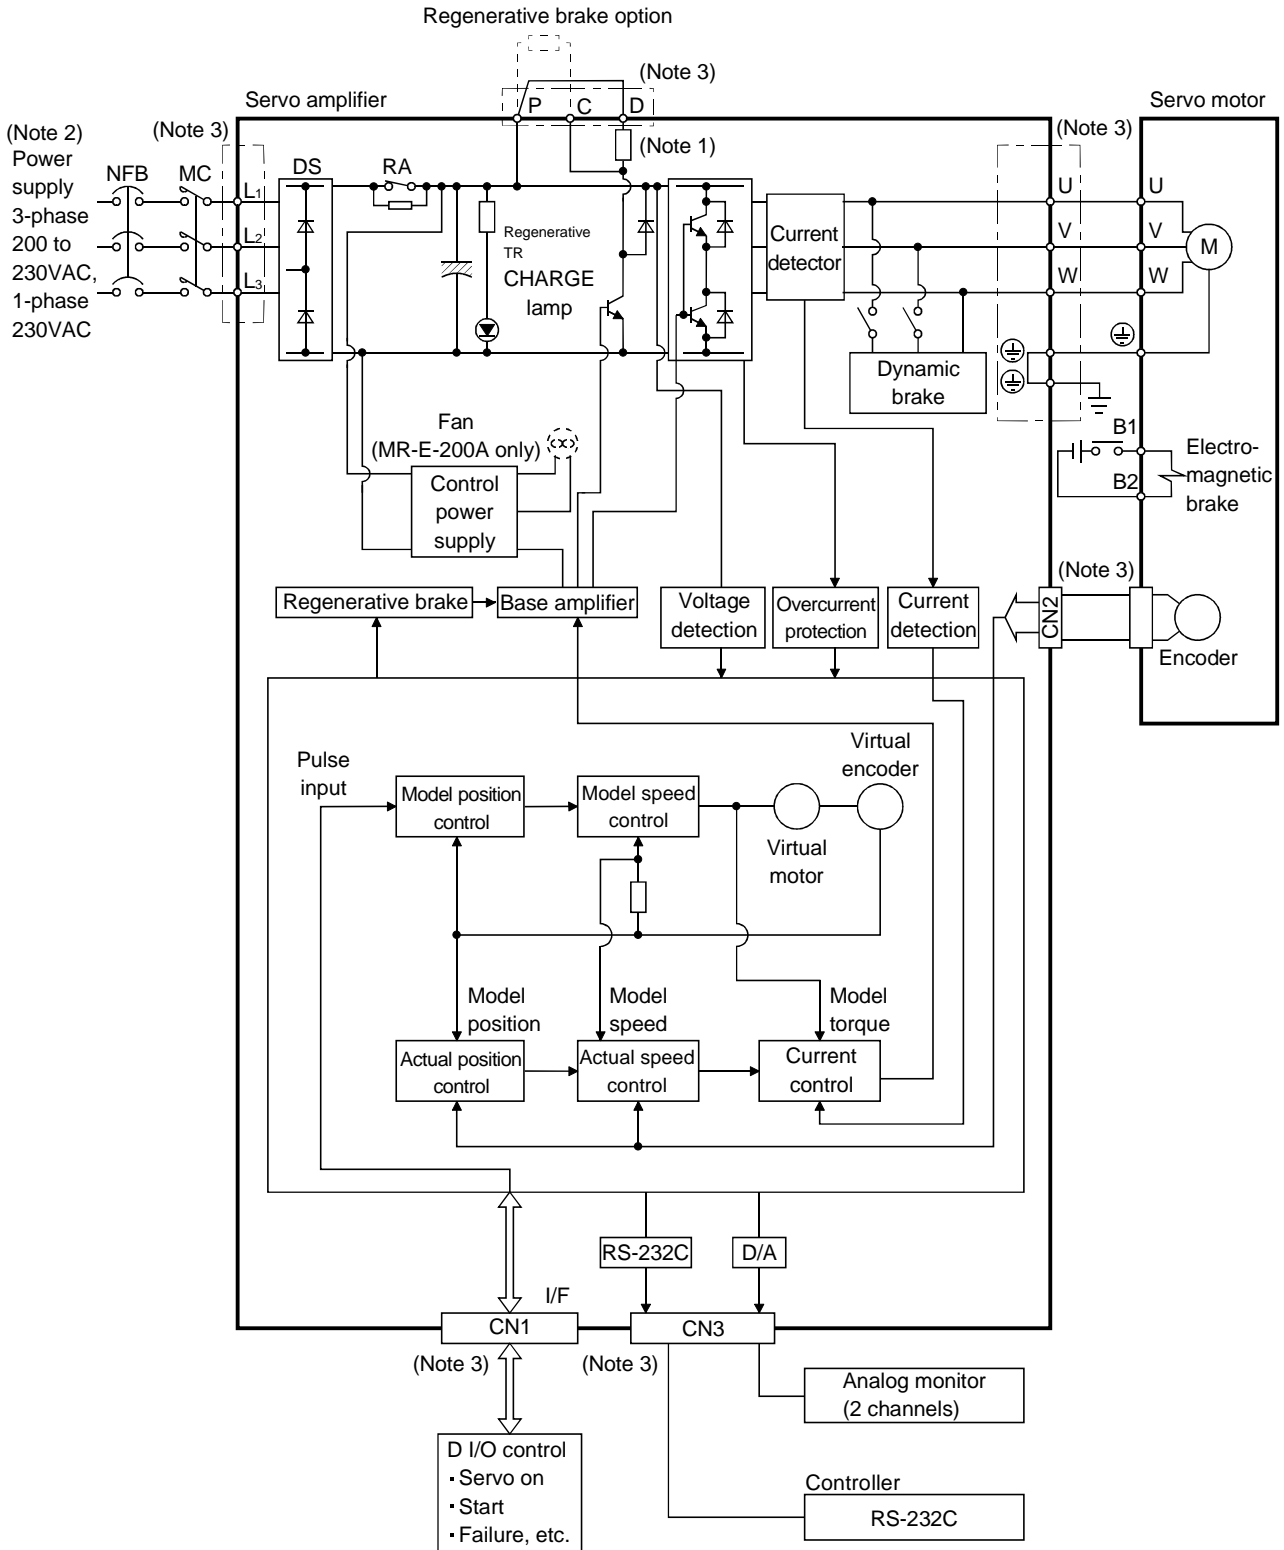 Regenerative brake option
(Note 3)
Servo amplifier
P
C
D
Servo motor
(Note 2)
Power
supply
3-phase
200 to
230VAC,
1-phase
230VAC
(Note 3)
NFB
MC
L1
L2
L3
DS
RA
(Note 1)
Regenerative
TR
CHARGE
lamp
Current
detector
(Note 3)
U
V
W
U
V
W
M
Dynamic
brake
B1
B2
Electro-
magnetic
brake
Fan
(MR-E-200A only)
Control
power
supply
Regenerative brake
Base amplifier
Voltage
detection
Overcurrent
protection
Current
detection
(Note 3)
CN2
Encoder
Pulse
input
Model position
control
Model speed
control
Virtual
encoder
Virtual
motor
Model
position
Model
speed
Model
torque
Actual position
control
Actual speed
control
Current
control
RS-232C
D/A
I/F
CN1
CN3
(Note 3)
(Note 3)
Analog monitor
(2 channels)
D I/O control
· Servo on
· Start
· Failure, etc.
Controller
RS-232C